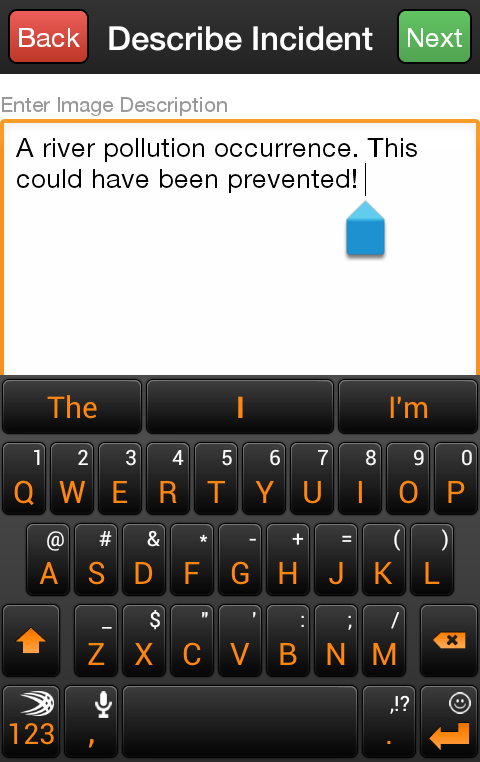 Back Describe Incident Next
Enter Image Description
A river pollution occurrence. This
could have been prevented!
The I I'm
1 2 3 4 5 6 7 8 9 0
Q W E R T Y U I O P
@ # & * - + = ( )
A S D F G H J K L
_ $ " ' : ; /
Z X C V B N M
,!?
123 , .